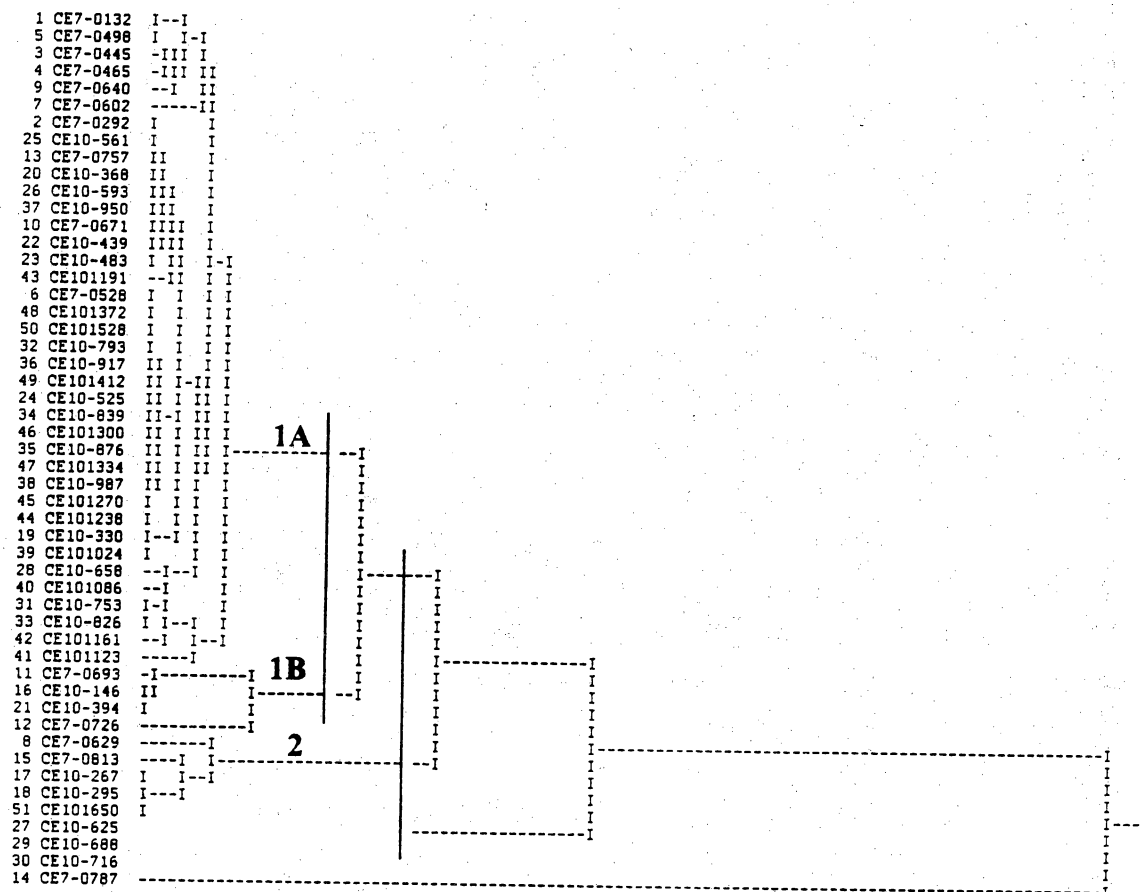 1 CE7-0132
5 CE7-0498
3 CE7-0445
4 CE7-0465
9 CE7-0640
7 CE7-0602
2 CE7-0292
25 CE10-561
13 CE7-0757
20 CE10-368
26 CE10-593
37 CE10-950
10 CE7-0671
22 CE10-439
23 CE10-483
43 CE101191
6 CE7-0528
48 CE101372
50 CE101528
32 CE10-793
36 CE10-917
49 CE101412
24 CE10-525
34 CE10-839
46 CE101300
35 CE10-876 1A
47 CE101334
38 CE10-987
45 CE101270
44 CE101238
19 CE10-330
39 CE101024
28 CE10-658
40 CE101086
31 CE10-753
33 CE10-826
42 CE101161
41 CE101123
11 CE7-0693 1B
16 CE10-146
21 CE10-394
12 CE7-0726
8 CE7-0629 2
15 CE7-0813
17 CE10-267
18 CE10-295
51 CE101650
27 CE10-625
29 CE10-688
30 CE10-716
14 CE7-0787